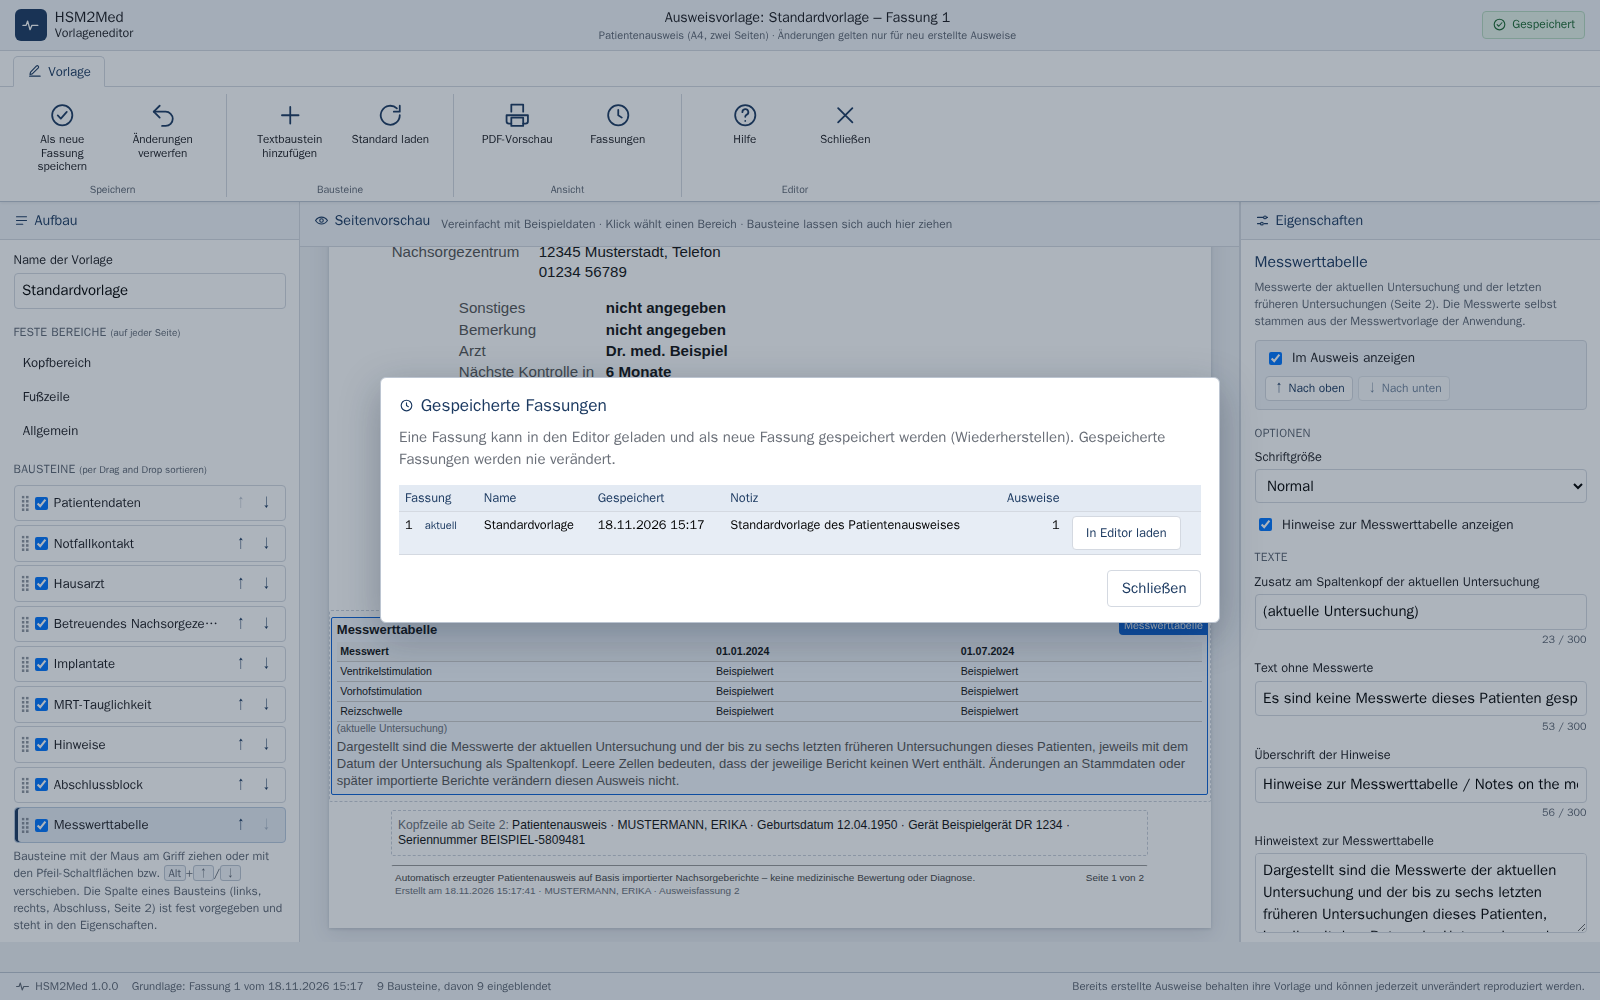 HSM2Med
Vorlageneditor
Ausweisvorlage: Standardvorlage – Fassung 1
Patientenausweis (A4, zwei Seiten) · Änderungen gelten nur für neu erstellte Ausweise
Gespeichert
Vorlage
Als neue Fassung speichern
Änderungen verwerfen
Speichern
Textbaustein hinzufügen
Standard laden
Bausteine
PDF-Vorschau
Fassungen
Ansicht
Hilfe
Schließen
Editor
Aufbau
Name der Vorlage
Standardvorlage
FESTE BEREICHE (auf jeder Seite)
Kopfbereich
Fußzeile
Allgemein
BAUSTEINE (per Drag and Drop sortieren)
Patientendaten ↑ ↓
Notfallkontakt ↑ ↓
Hausarzt ↑ ↓
Betreuendes Nachsorgeze··· ↑ ↓
Implantate ↑ ↓
MRT-Tauglichkeit ↑ ↓
Hinweise ↑ ↓
Abschlussblock ↑ ↓
Messwerttabelle ↑ ↓
Bausteine mit der Maus am Griff ziehen oder mit
den Pfeil-Schaltflächen bzw. Alt+↑/↓
verschieben. Die Spalte eines Bausteins (links,
rechts, Abschluss, Seite 2) ist fest vorgegeben und
steht in den Eigenschaften.
Seitenvorschau Vereinfacht mit Beispieldaten · Klick wählt einen Bereich · Bausteine lassen sich auch hier ziehen
Nachsorgezentrum 12345 Musterstadt, Telefon
01234 56789
Sonstiges nicht angegeben
Bemerkung nicht angegeben
Arzt Dr. med. Beispiel
Nächste Kontrolle in 6 Monate
Gespeicherte Fassungen
Eine Fassung kann in den Editor geladen und als neue Fassung gespeichert werden (Wiederherstellen). Gespeicherte
Fassungen werden nie verändert.
Fassung Name Gespeichert Notiz Ausweise
1 aktuell Standardvorlage 18.11.2026 15:17 Standardvorlage des Patientenausweises 1 In Editor laden
Schließen
Messwerttabelle
Messwerttabelle
Messwert 01.01.2024 01.07.2024
Ventrikelstimulation Beispielwert Beispielwert
Vorhofstimulation Beispielwert Beispielwert
Reizschwelle Beispielwert Beispielwert
(aktuelle Untersuchung)
Dargestellt sind die Messwerte der aktuellen Untersuchung und der bis zu sechs letzten früheren Untersuchungen dieses Patienten, jeweils mit dem
Datum der Untersuchung als Spaltenkopf. Leere Zellen bedeuten, dass der jeweilige Bericht keinen Wert enthält. Änderungen an Stammdaten oder
später importierte Berichte verändern diesen Ausweis nicht.
Kopfzeile ab Seite 2: Patientenausweis · MUSTERMANN, ERIKA · Geburtsdatum 12.04.1950 · Gerät Beispielgerät DR 1234 ·
Seriennummer BEISPIEL-5809481
Automatisch erzeugter Patientenausweis auf Basis importierter Nachsorgeberichte – keine medizinische Bewertung oder Diagnose. Seite 1 von 2
Erstellt am 18.11.2026 15:17:41 · MUSTERMANN, ERIKA · Ausweisfassung 2
Eigenschaften
Messwerttabelle
Messwerte der aktuellen Untersuchung und der letzten
früheren Untersuchungen (Seite 2). Die Messwerte selbst
stammen aus der Messwertvorlage der Anwendung.
Im Ausweis anzeigen
↑ Nach oben ↓ Nach unten
OPTIONEN
Schriftgröße
Normal
Hinweise zur Messwerttabelle anzeigen
TEXTE
Zusatz am Spaltenkopf der aktuellen Untersuchung
(aktuelle Untersuchung)
23 / 300
Text ohne Messwerte
Es sind keine Messwerte dieses Patienten gesp
53 / 300
Überschrift der Hinweise
Hinweise zur Messwerttabelle / Notes on the m
56 / 300
Hinweistext zur Messwerttabelle
Dargestellt sind die Messwerte der aktuellen
Untersuchung und der bis zu sechs letzten
früheren Untersuchungen dieses Patienten,
HSM2Med 1.0.0 Grundlage: Fassung 1 vom 18.11.2026 15:17 9 Bausteine, davon 9 eingeblendet
Bereits erstellte Ausweise behalten ihre Vorlage und können jederzeit unverändert reproduziert werden.